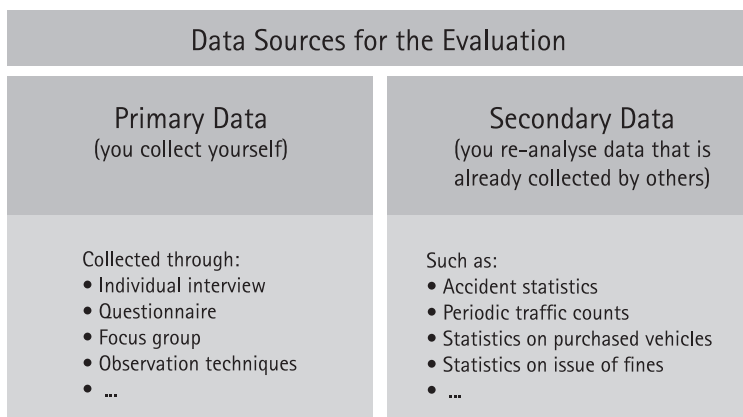 Data Sources for the Evaluation
Primary Data
(you collect yourself)
Collected through:
• Individual interview
• Questionnaire
• Focus group
• Observation techniques
• ...
Secondary Data
(you re-analyse data that is
already collected by others)
Such as:
• Accident statistics
• Periodic traffic counts
• Statistics on purchased vehicles
• Statistics on issue of fines
• ...